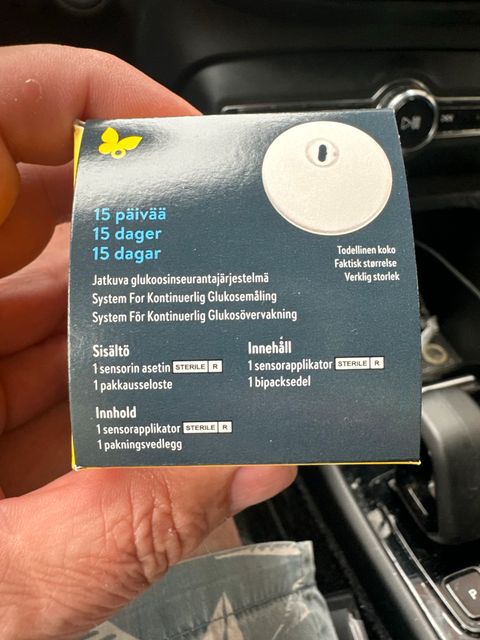 15 päivää
15 dager
15 dagar
Todellinen koko
Faktisk størrelse
Verklig storlek
Jatkuva glukoosinseurantajärjestelmä
System For Kontinuerlig Glukosemåling
System För Kontinuerlig Glukosövervakning
Sisältö
1 sensorin asetin STERILE R
1 pakkausseloste
Innehåll
1 sensorapplikator STERILE R
1 bipacksedel
Innhold
1 sensorapplikator STERILE R
1 pakningsvedlegg
P